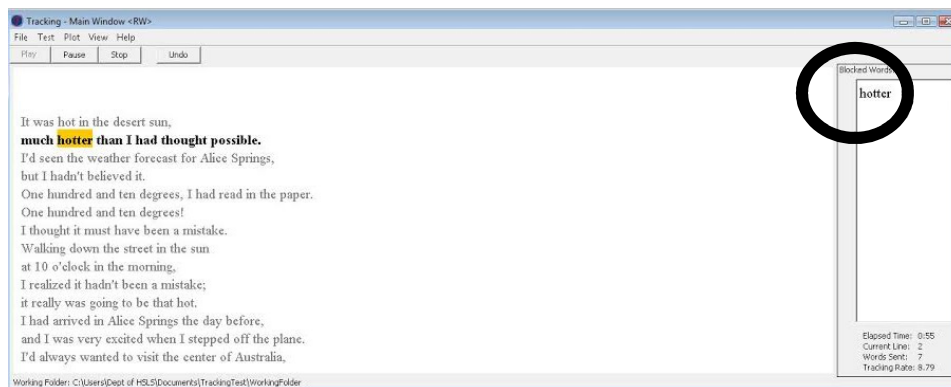 Tracking - Main Window <RW>
File Test Plot View Help
Play Pause Stop Undo
Blocked Words
hotter
It was hot in the desert sun,
much hotter than I had thought possible.
I'd seen the weather forecast for Alice Springs,
but I hadn't believed it.
One hundred and ten degrees, I had read in the paper.
One hundred and ten degrees!
I thought it must have been a mistake.
Walking down the street in the sun
at 10 o'clock in the morning,
I realized it hadn't been a mistake;
it really was going to be that hot.
I had arrived in Alice Springs the day before,
and I was very excited when I stepped off the plane.
I'd always wanted to visit the center of Australia,
Elapsed Time: 0:55
Current Line: 2
Words Sent: 7
Tracking Rate: 8.79
Working Folder: C:\Users\Dept of HSLS\Documents\TrackingTest\WorkingFolder